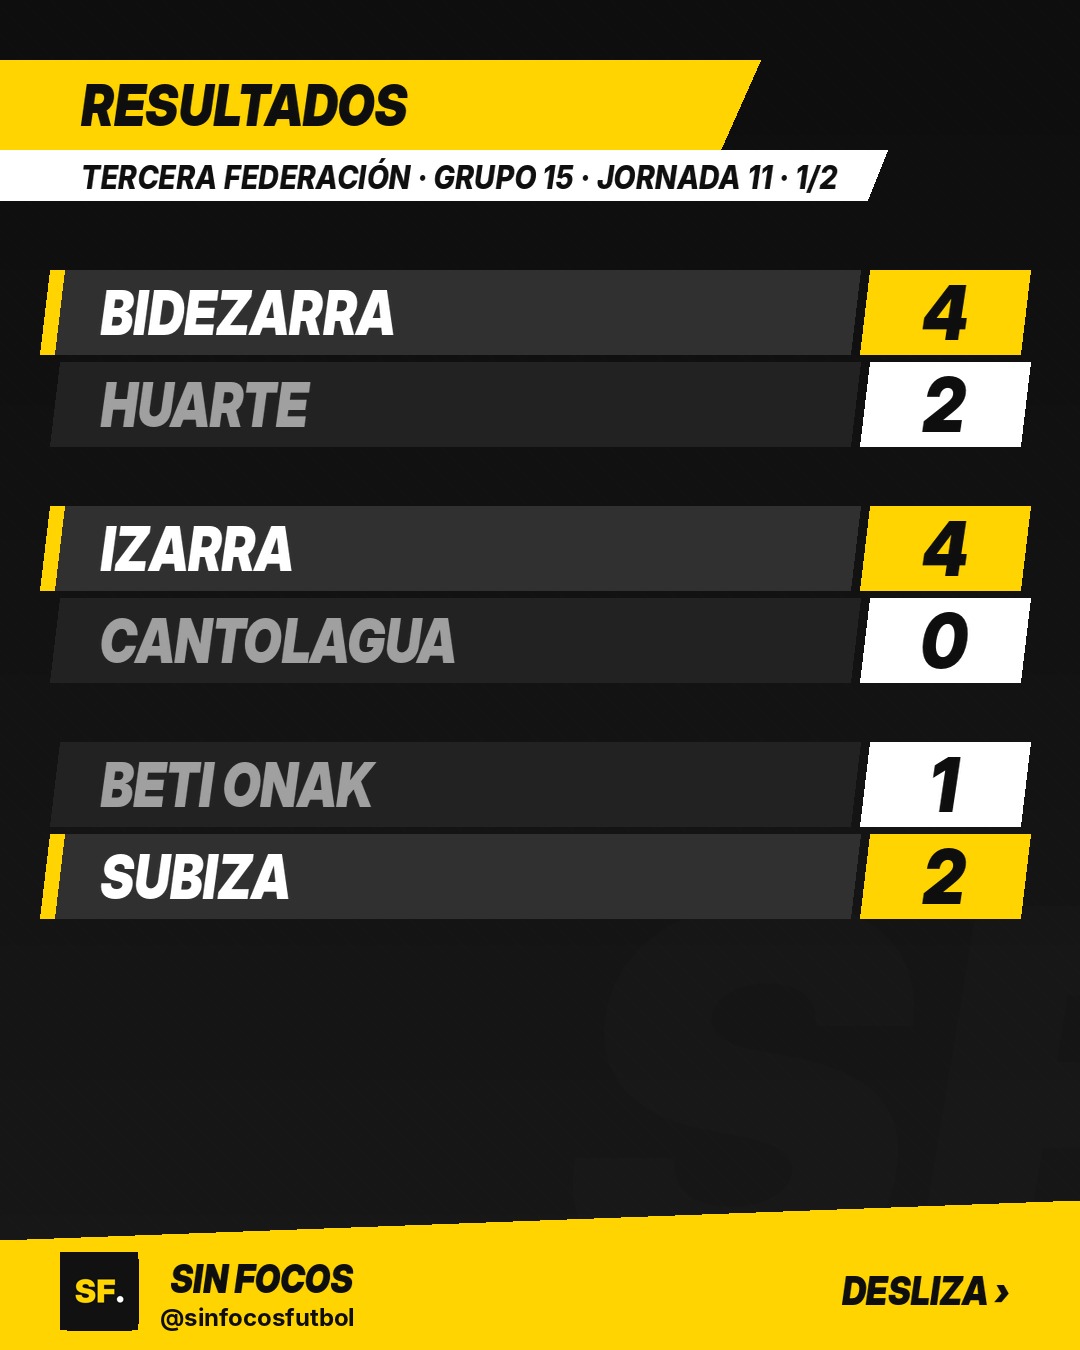 RESULTADOS
TERCERA FEDERACIÓN · GRUPO 15 · JORNADA 11 · 1/2
BIDEZARRA 4
HUARTE 2
IZARRA 4
CANTOLAGUA 0
BETI ONAK 1
SUBIZA 2
SF
SF.
SIN FOCOS
@sinfocosfutbol
DESLIZA ›